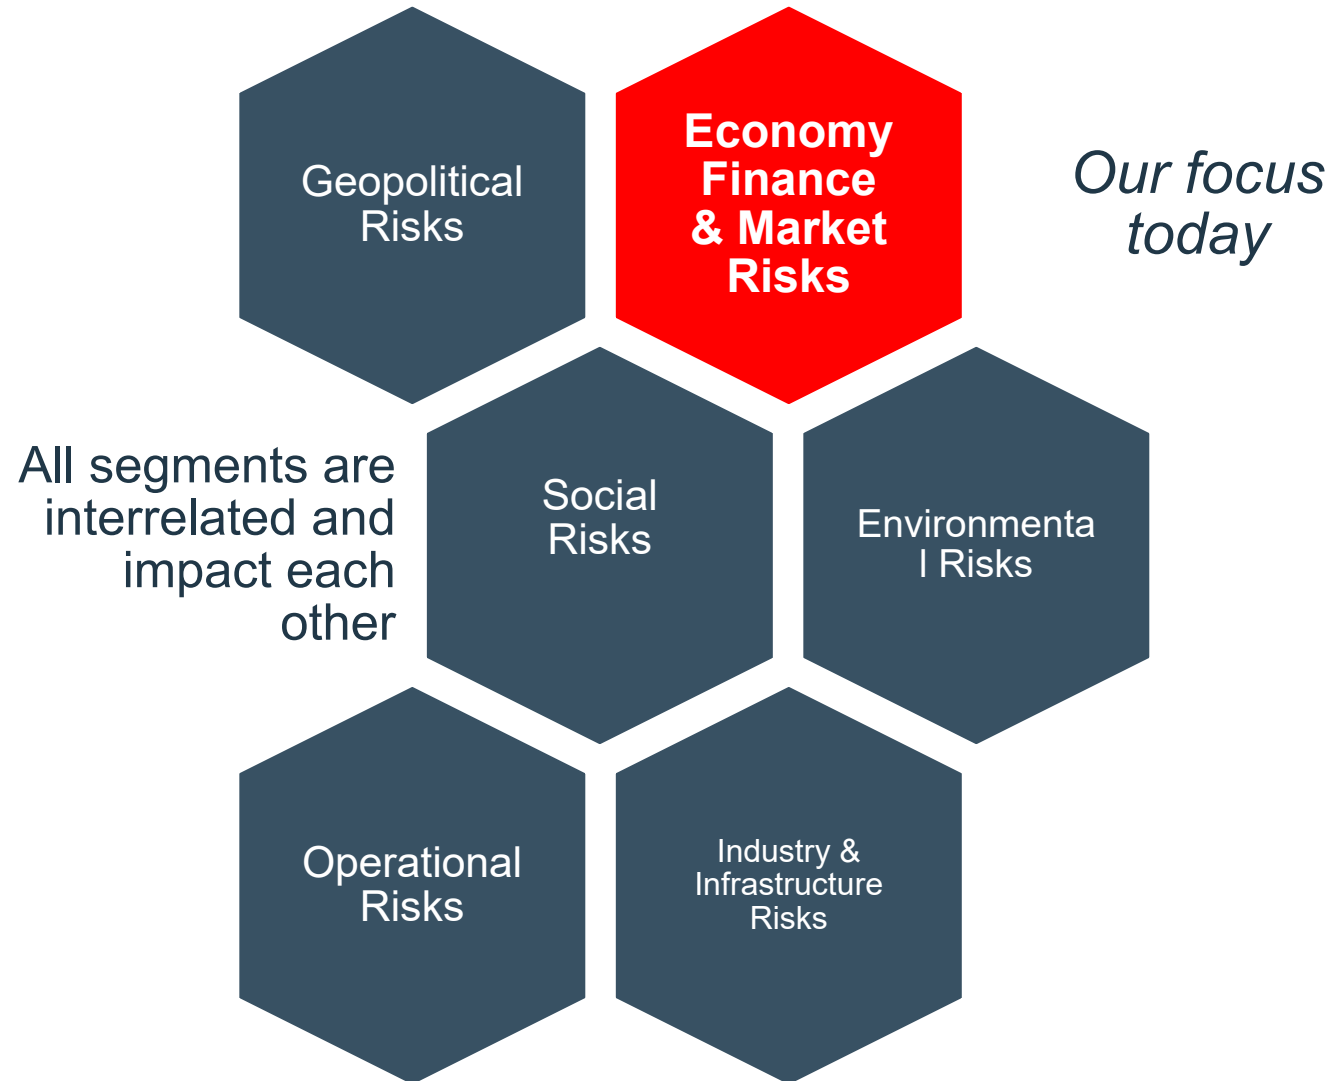 Geopolitical
Risks
Economy
Finance
& Market
Risks
Our focus
today
All segments are
interrelated and
impact each
other
Social
Risks
Environmenta
l Risks
Operational
Risks
Industry &
Infrastructure
Risks